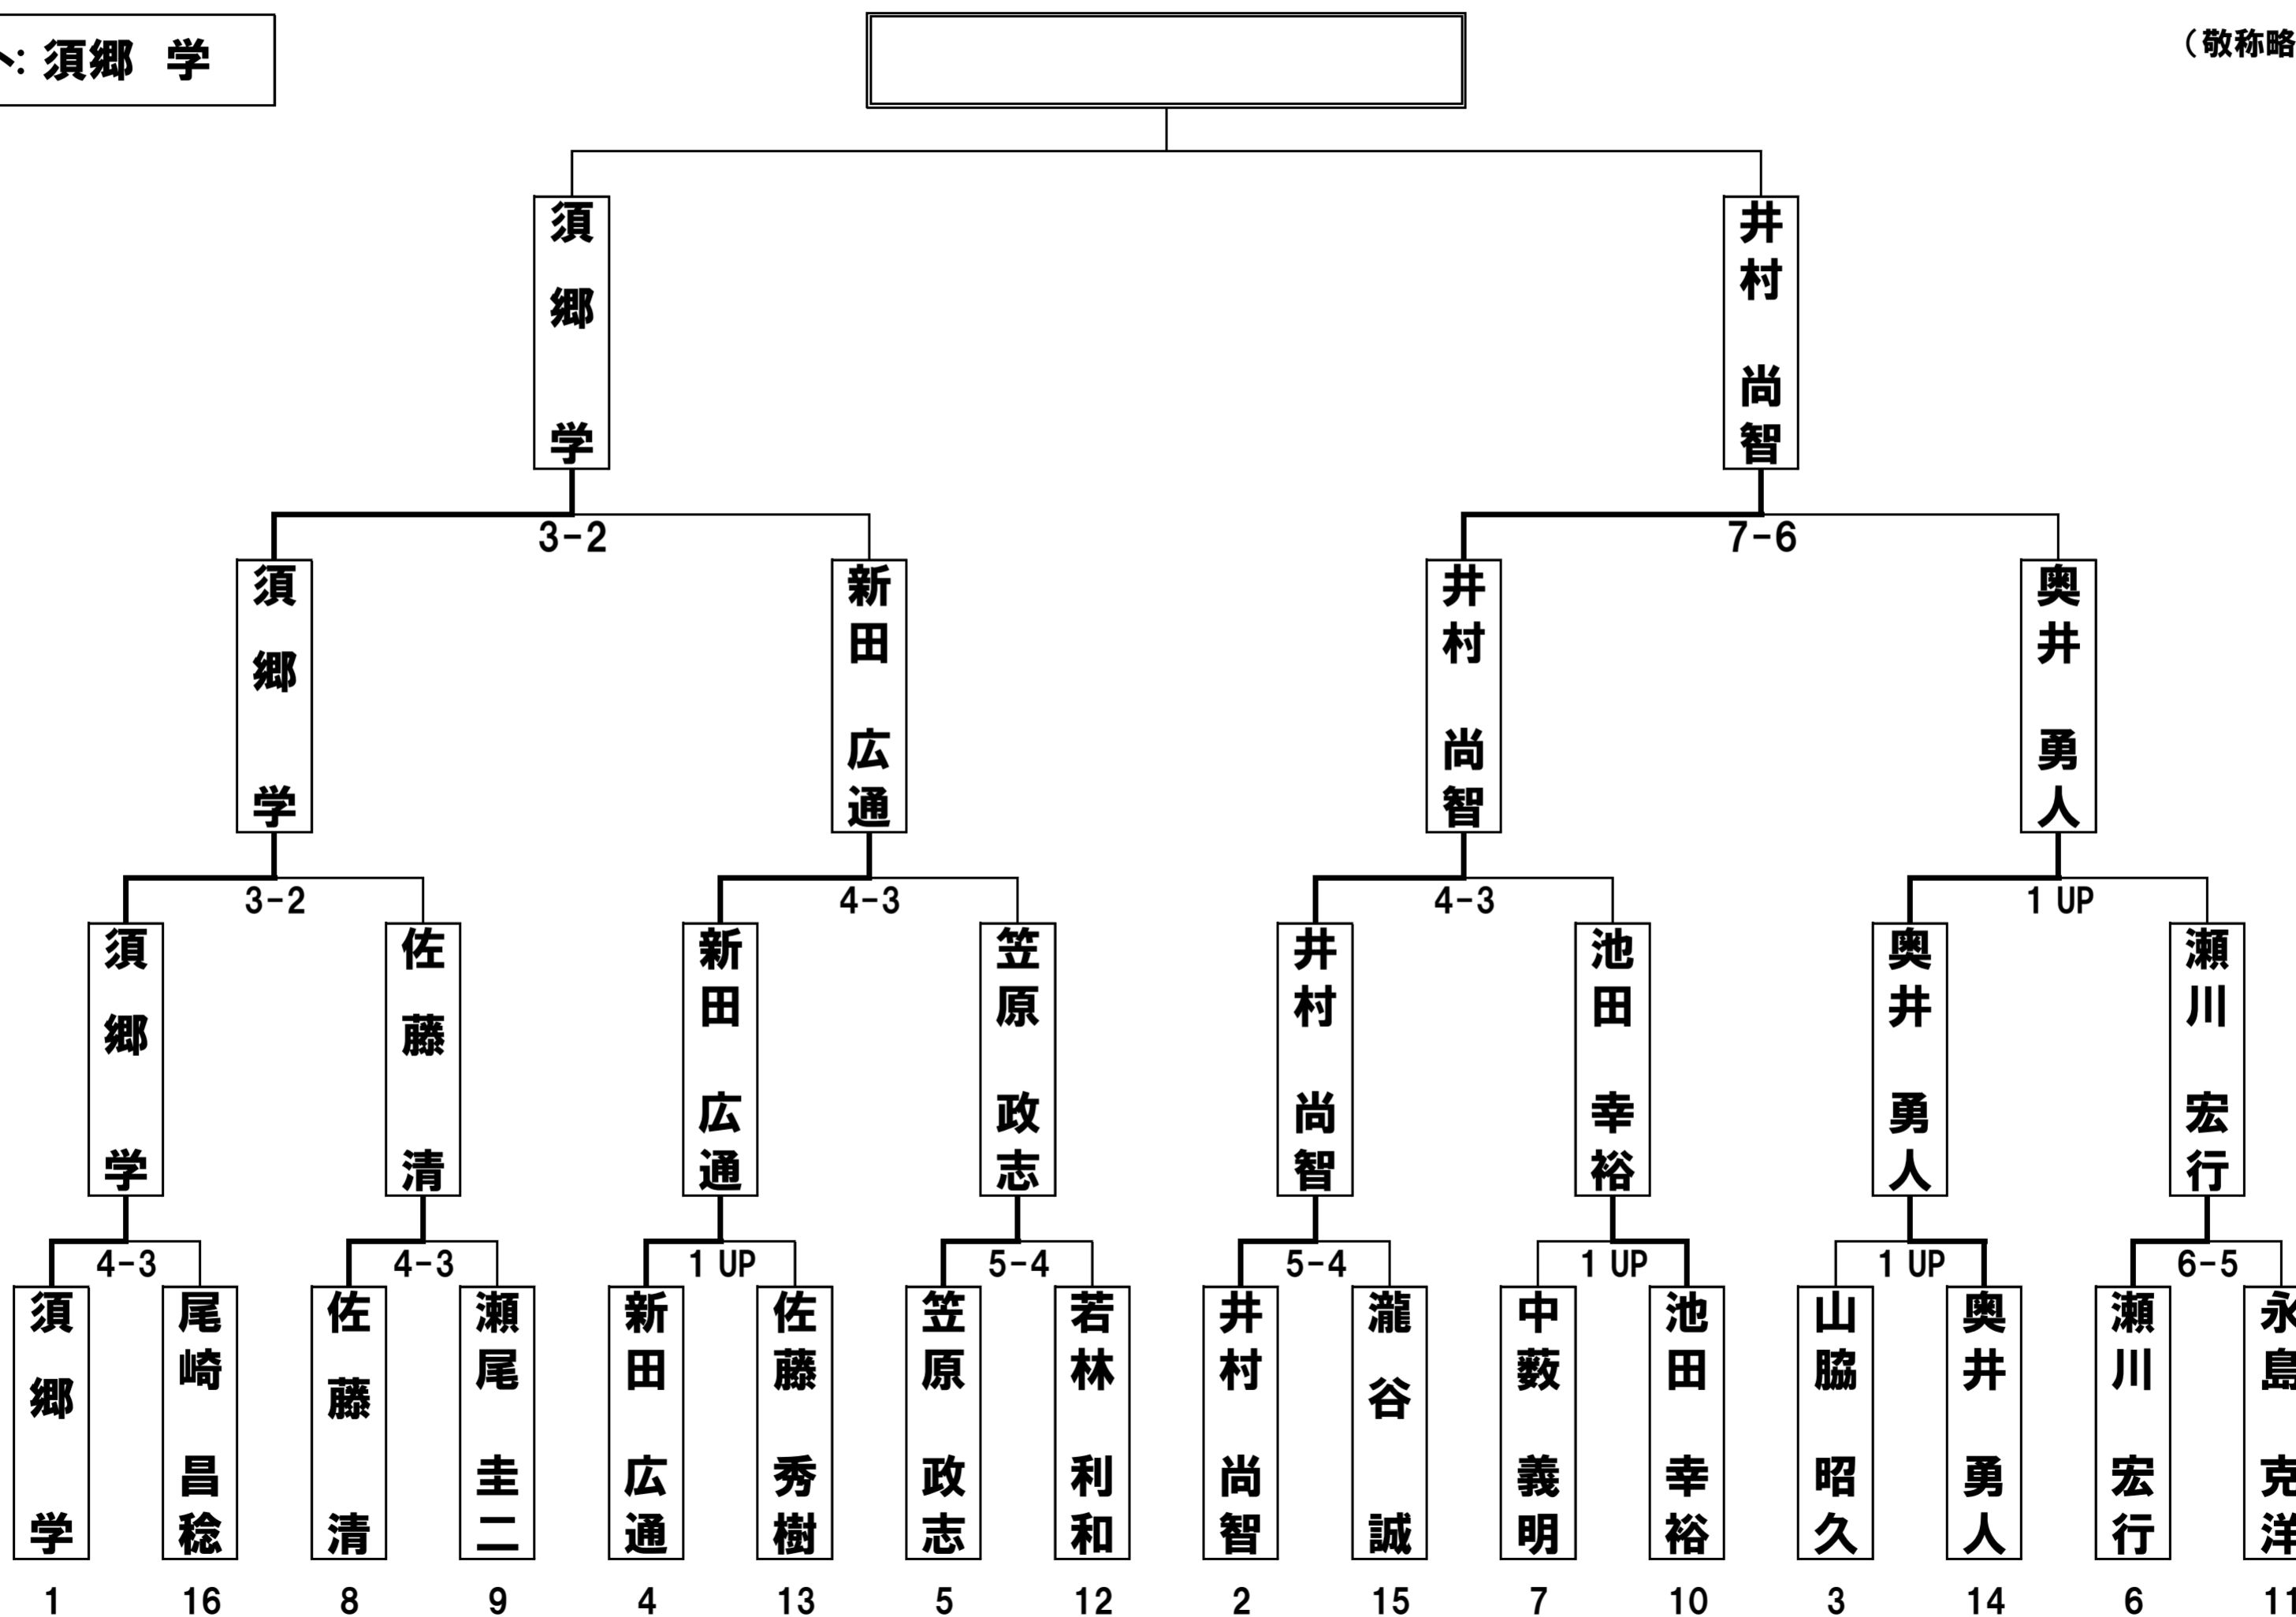 : 須郷 学
（敬称略
須郷 学
井村 尚智
3-2
7-6
須郷 学
新田 広通
井村 尚智
奥井 勇人
3-2
4-3
4-3
1 UP
須郷 学
佐藤 清
新田 広通
笠原 政志
井村 尚智
池田 幸裕
奥井 勇人
瀬川 宏行
4-3
4-3
1 UP
5-4
5-4
1 UP
1 UP
6-5
須郷 学
尾崎 昌稔
佐藤 清
瀬尾 圭二
新田 広通
佐藤 秀樹
笠原 政志
若林 利和
井村 尚智
瀧谷 誠
中薮 義明
池田 幸裕
山脇 昭久
奥井 勇人
瀬川 宏行
永島 克洋
1
16
8
9
4
13
5
12
2
15
7
10
3
14
6
11